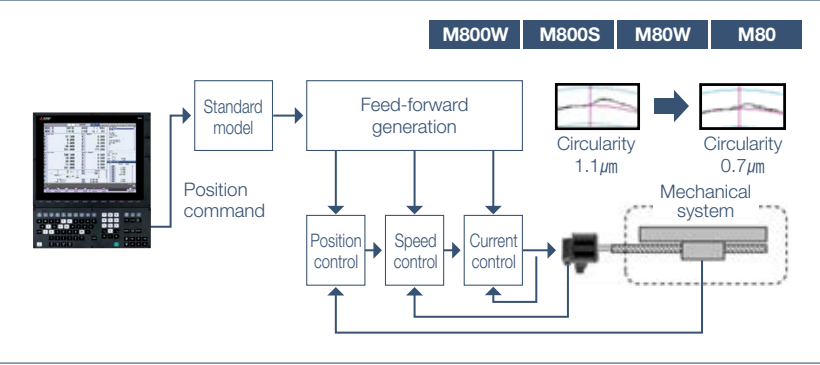 M800W M800S M80W M80
Standard
model
Feed-forward
generation
Circularity
1.1㎛
Circularity
0.7㎛
Position
command
Mechanical
system
Position
control
Speed
control
Current
control